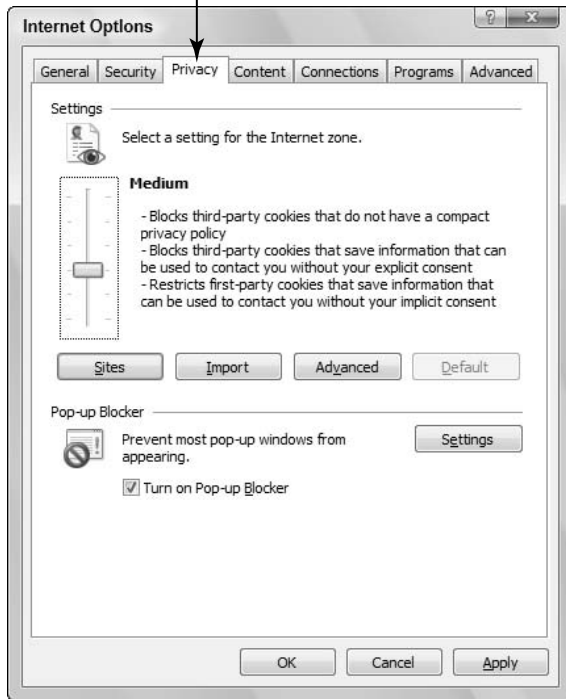 Internet Options
General Security Privacy Content Connections Programs Advanced
Settings
Select a setting for the Internet zone.
Medium
- Blocks third-party cookies that do not have a compact
privacy policy
- Blocks third-party cookies that save information that can
be used to contact you without your explicit consent
- Restricts first-party cookies that save information that
can be used to contact you without your implicit consent
Sites Import Advanced Default
Pop-up Blocker
Prevent most pop-up windows from
appearing.
Settings
Turn on Pop-up Blocker
OK Cancel Apply